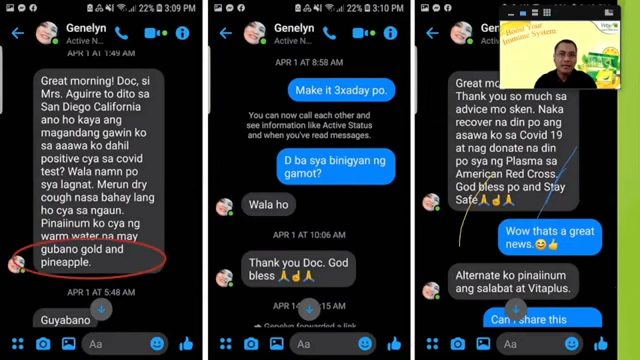 22% 3:09 PM
Genelyn
Active N...
APR 1 AT 1:49 AM
Great morning! Doc, si
Mrs. Aguirre to dito sa
San Diego California
ano ho kaya ang
magandang gawin ko
sa aaawa ko dahil
positive cya sa covid
test? Wala namn po sya
lagnat. Merun dry
cough nasa bahay lang
ho cya sa ngaun.
Pinaiinum ko cya ng
warm water na may
gubano gold and
pineapple.
APR 1 AT 5:48 AM
Guyabano
Aa
22% 3:10 PM
Genelyn
Active Now
APR 1 AT 8:58 AM
Make it 3xaday po.
You can now call each other and
see information like Active Status
and when you've read messages.
D ba sya binigyan ng
gamot?
Wala ho
APR 1 AT 10:06 AM
Thank you Doc. God
bless 🙏☝️🙏
Genelyn forwarded a link
Aa
Genelyn
Active N
Boost Your
Immune System
Thank you so much sa
advice mo sken. Naka
recover na din po ang
asawa ko sa Covid 19
at nag donate na din
po sya ng Plasma sa
American Red Cross.
God bless po and Stay
Safe🙏☝️🙏
Wow thats a great
news.😄👍
Alternate ko pinaiinum
ang salabat at Vitaplus.
Can I share this
Aa